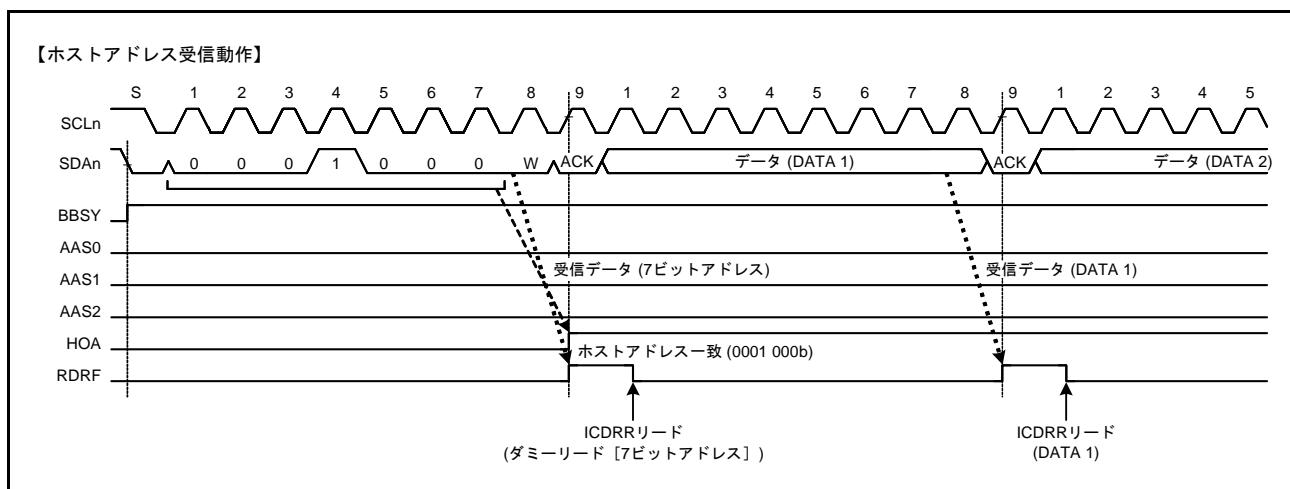 【ホストアドレス受信動作】
S 1 2 3 4 5 6 7 8 9 1 2 3 4 5 6 7 8 9 1 2 3 4 5
SCLn
SDAn 0 0 0 1 0 0 0 W ACK データ (DATA 1) ACK データ (DATA 2)
BBSY
AAS0
受信データ (7ビットアドレス) 受信データ (DATA 1)
AAS1
AAS2
HOA
ホストアドレス一致 (0001 000b)
RDRF
ICDRRリード ICDRRリード
(ダミーリード［7ビットアドレス］) (DATA 1)